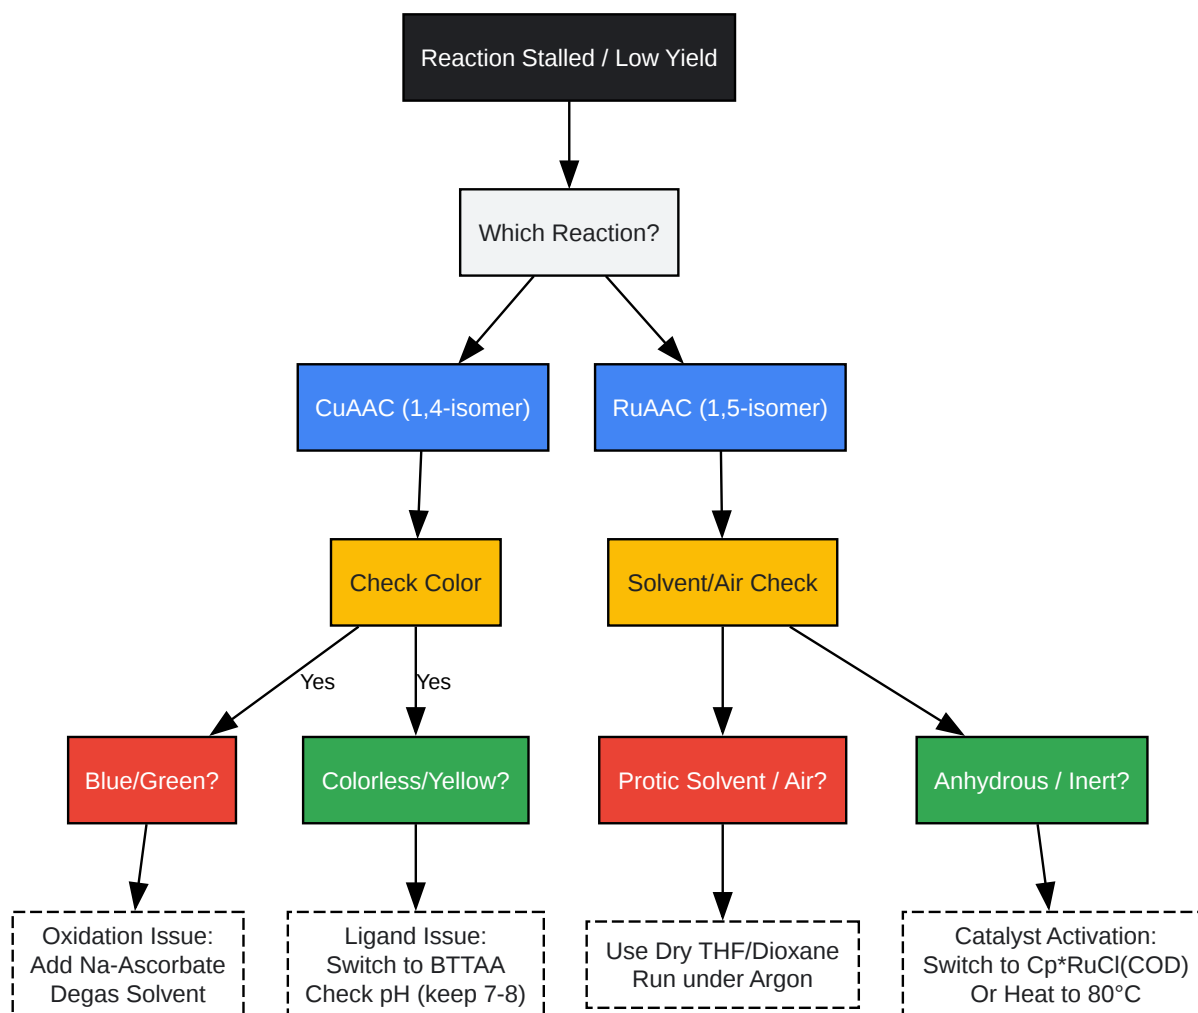 Reaction Stalled / Low Yield
Which Reaction?
CuAAC (1,4-isomer)
RuAAC (1,5-isomer)
Check Color
Solvent/Air Check
Yes
Yes
Blue/Green?
Colorless/Yellow?
Protic Solvent / Air?
Anhydrous / Inert?
Oxidation Issue:
Add Na-Ascorbate
Degas Solvent
Ligand Issue:
Switch to BTTAA
Check pH (keep 7-8)
Use Dry THF/Dioxane
Run under Argon
Catalyst Activation:
Switch to Cp*RuCl(COD)
Or Heat to 80°C